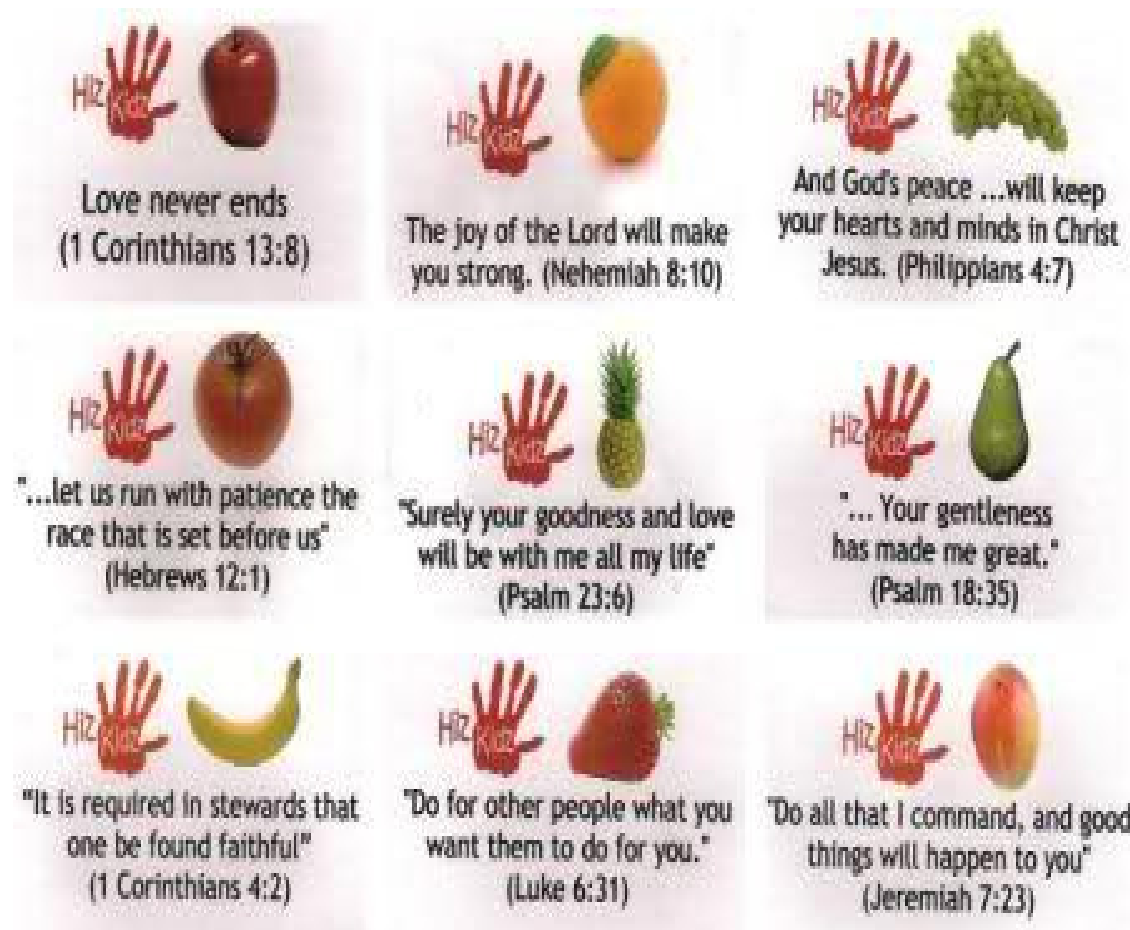 Hiz Kidz
Love never ends
(1 Corinthians 13:8)
Hiz Kidz
The joy of the Lord will make
you strong. (Nehemiah 8:10)
Hiz Kidz
And God's peace ...will keep
your hearts and minds in Christ
Jesus. (Philippians 4:7)
Hiz Kidz
"...let us run with patience the
race that is set before us"
(Hebrews 12:1)
Hiz Kidz
"Surely your goodness and love
will be with me all my life"
(Psalm 23:6)
Hiz Kidz
"... Your gentleness
has made me great."
(Psalm 18:35)
Hiz Kidz
"It is required in stewards that
one be found faithful"
(1 Corinthians 4:2)
Hiz Kidz
"Do for other people what you
want them to do for you."
(Luke 6:31)
Hiz Kidz
"Do all that I command, and good
things will happen to you"
(Jeremiah 7:23)